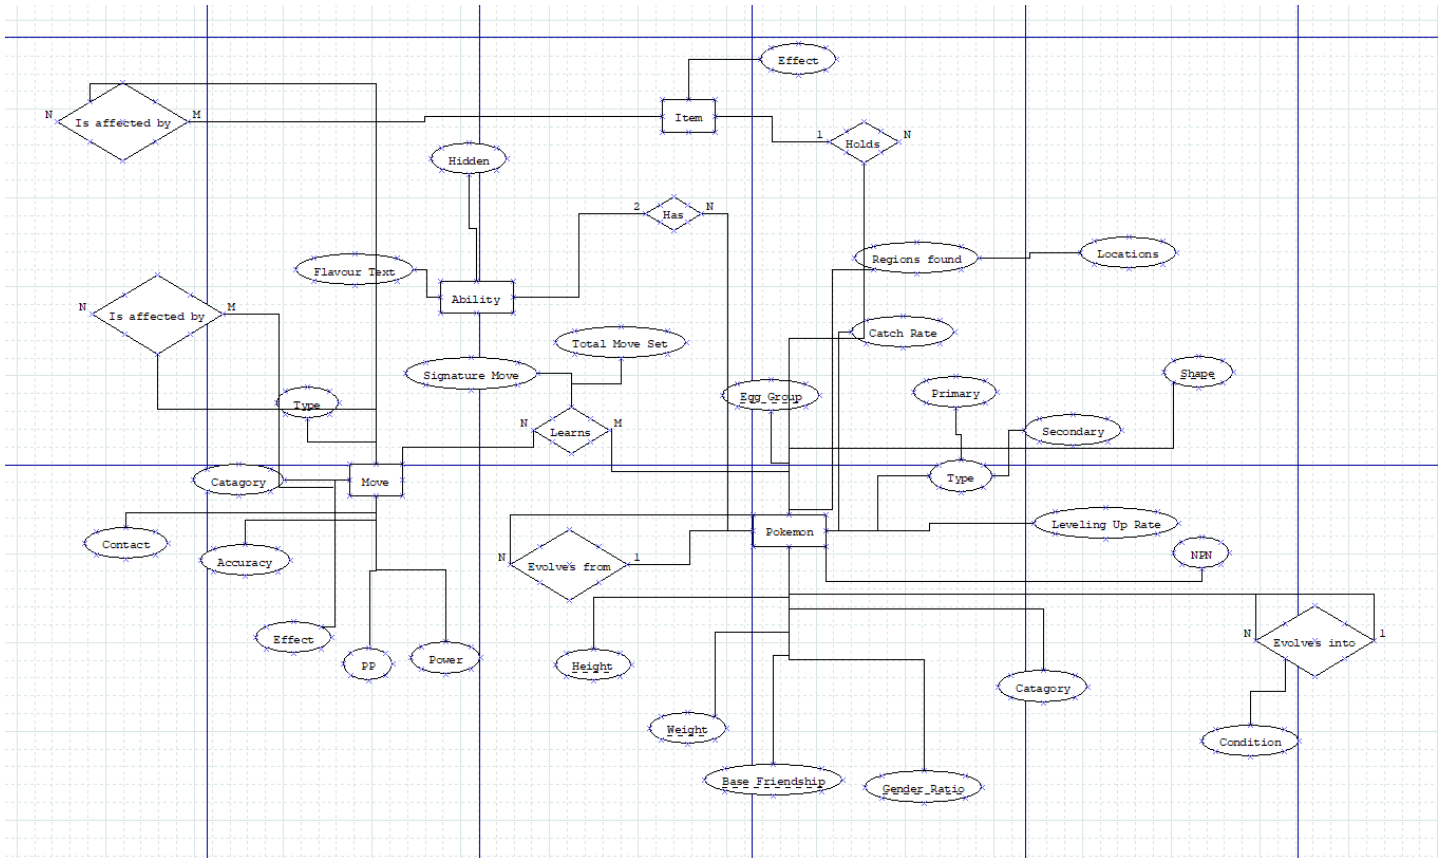 Effect
Is affected by
N
M
Item
1
Holds
N
Hidden
2
Has
N
Flavour Text
Ability
Regions found
Locations
N
Is affected by
M
Total Move Set
Catch Rate
Signature Move
Shape
Type
Egg Group
Primary
N
Learns
M
Secondary
Catagory
Move
Type
Contact
Accuracy
Pokemon
Leveling Up Rate
NPN
N
Evolves from
1
Effect
PP
Power
Height
N
Evolves into
1
Catagory
Weight
Condition
Base Friendship
Gender Ratio